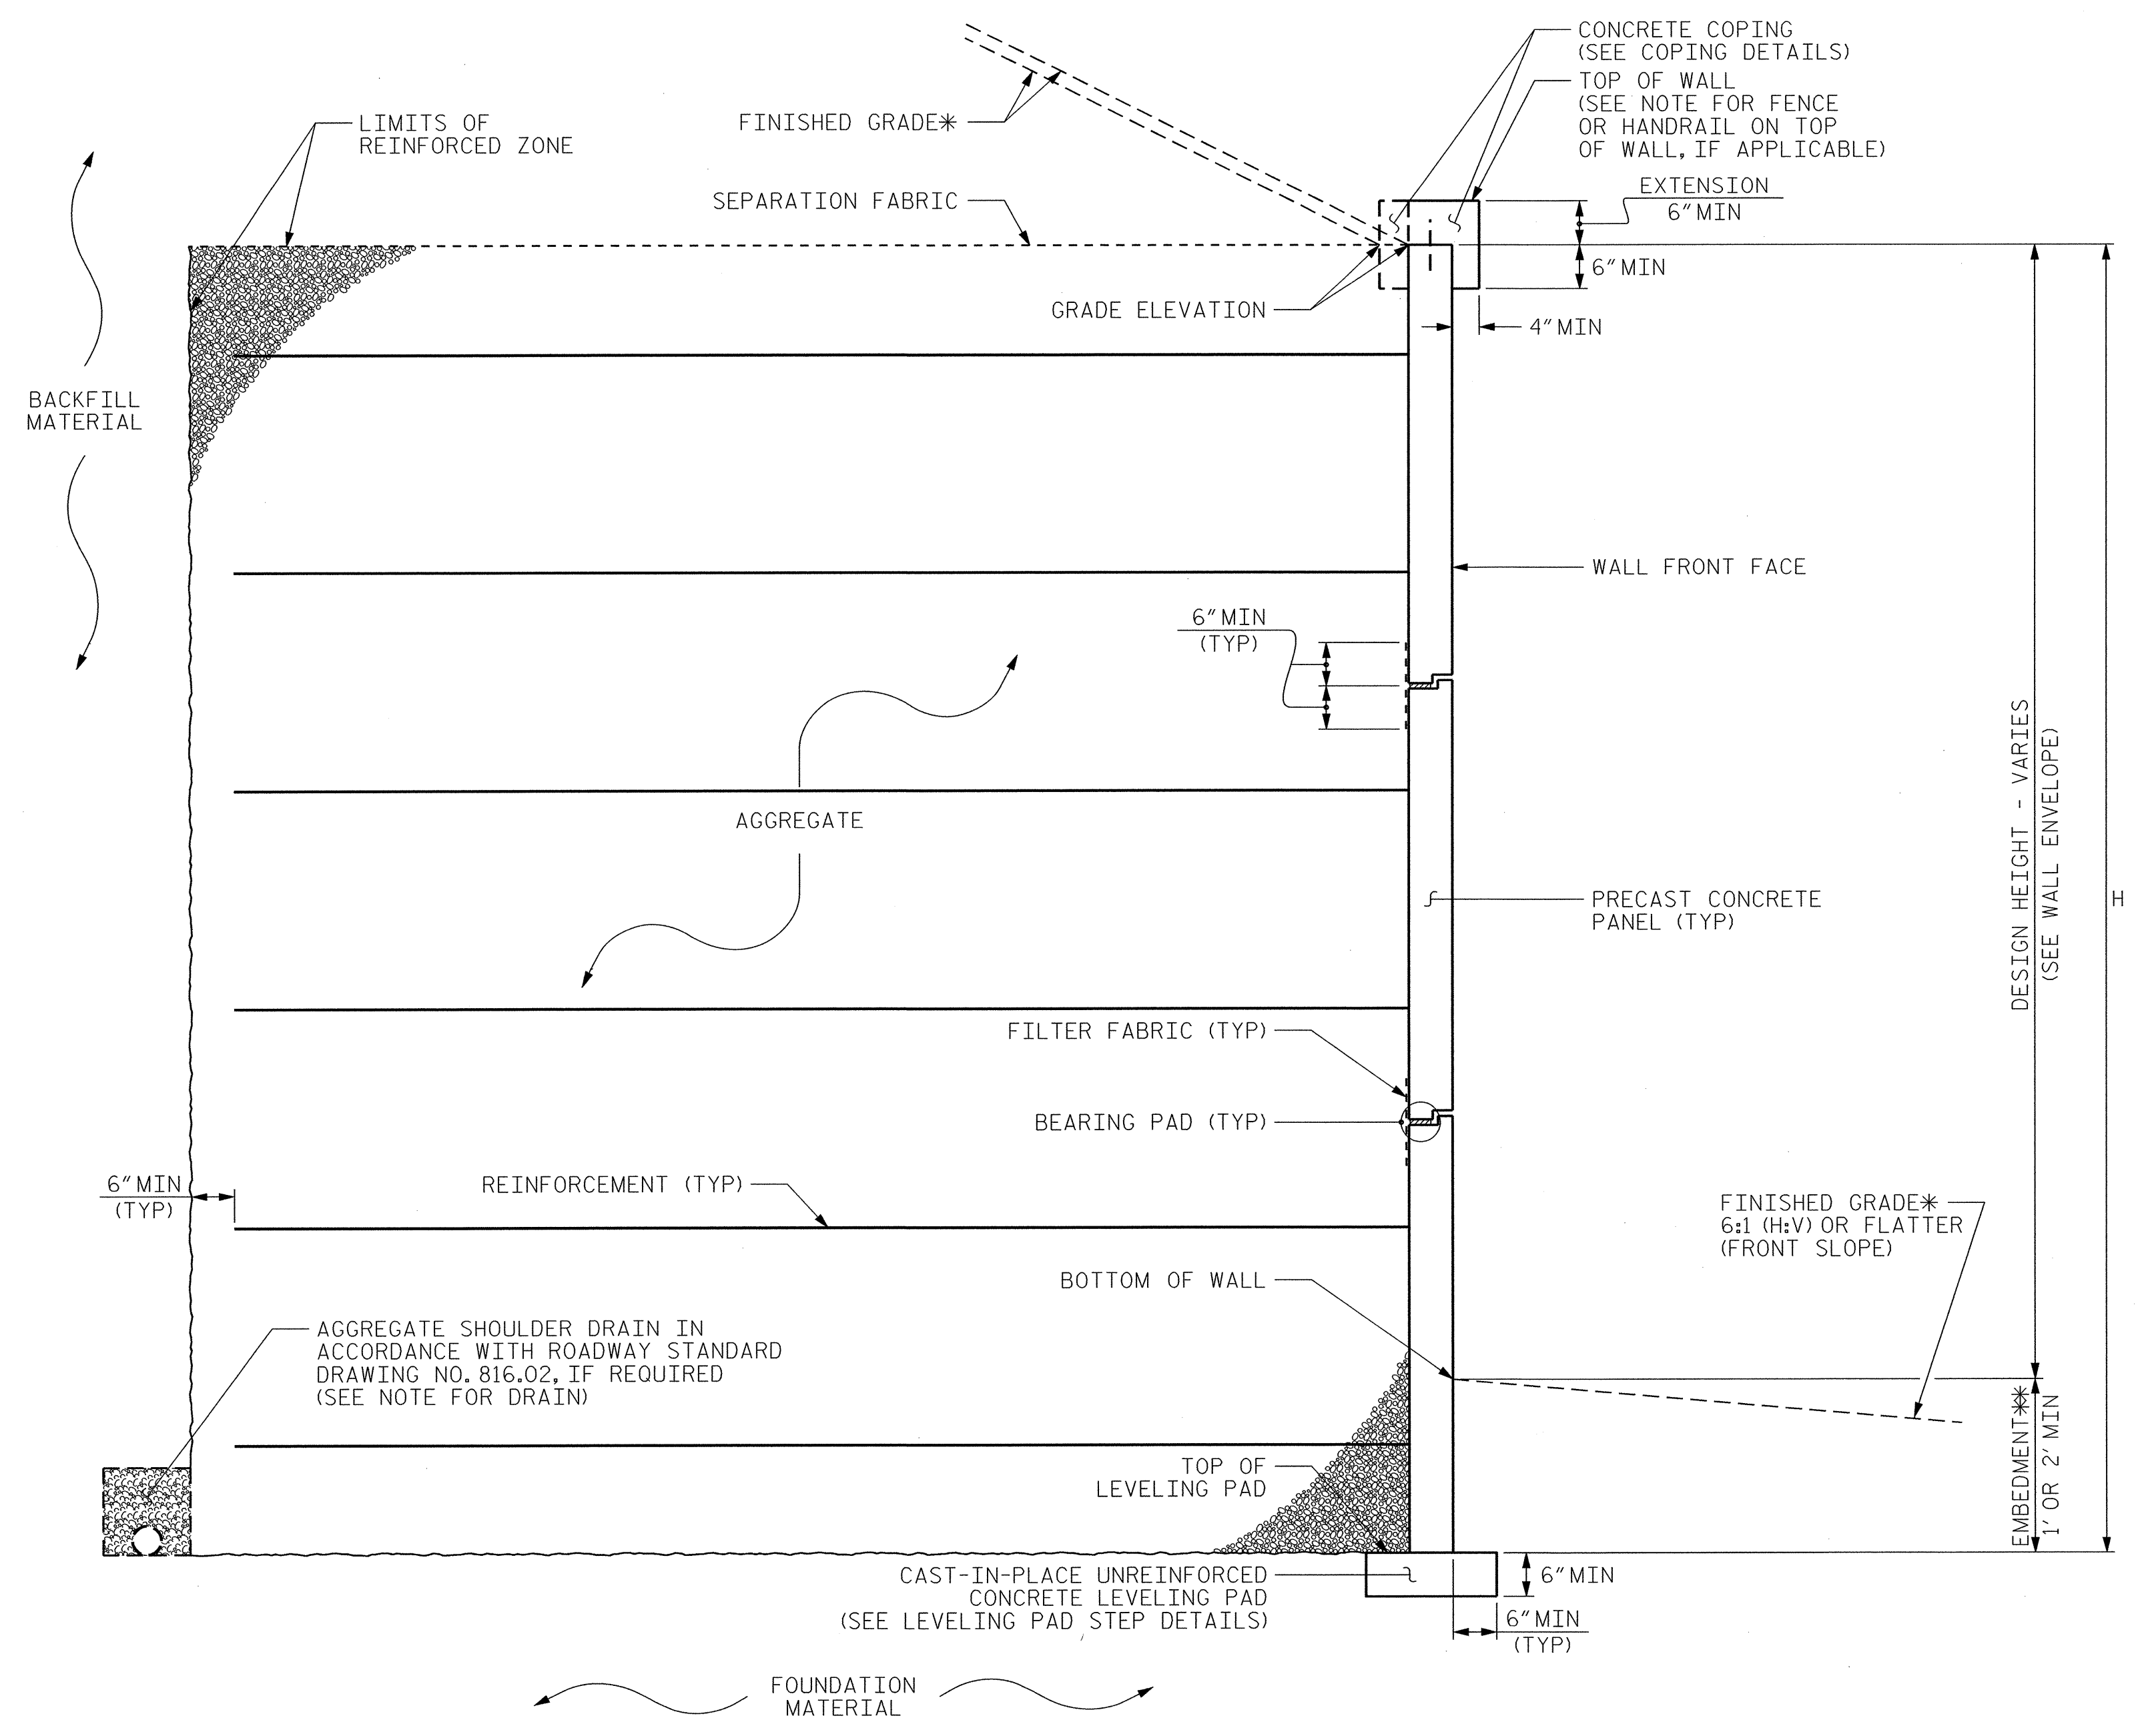 CONCRETE COPING
(SEE COPING DETAILS)
TOP OF WALL
(SEE NOTE FOR FENCE
OR HANDRAIL ON TOP
OF WALL, IF APPLICABLE)
LIMITS OF
REINFORCED ZONE
FINISHED GRADE*
SEPARATION FABRIC
EXTENSION
6" MIN
6" MIN
GRADE ELEVATION
4" MIN
BACKFILL
MATERIAL
WALL FRONT FACE
6" MIN
(TYP)
DESIGN HEIGHT - VARIES
(SEE WALL ENVELOPE)
AGGREGATE
PRECAST CONCRETE
PANEL (TYP)
H
FILTER FABRIC (TYP)
BEARING PAD (TYP)
6" MIN
(TYP)
REINFORCEMENT (TYP)
FINISHED GRADE*
6:1 (H:V) OR FLATTER
(FRONT SLOPE)
BOTTOM OF WALL
AGGREGATE SHOULDER DRAIN IN
ACCORDANCE WITH ROADWAY STANDARD
DRAWING NO. 816.02, IF REQUIRED
(SEE NOTE FOR DRAIN)
EMBEDMENT**
1' OR 2' MIN
TOP OF
LEVELING PAD
CAST-IN-PLACE UNREINFORCED
CONCRETE LEVELING PAD
(SEE LEVELING PAD STEP DETAILS)
6" MIN
6" MIN
(TYP)
FOUNDATION
MATERIAL